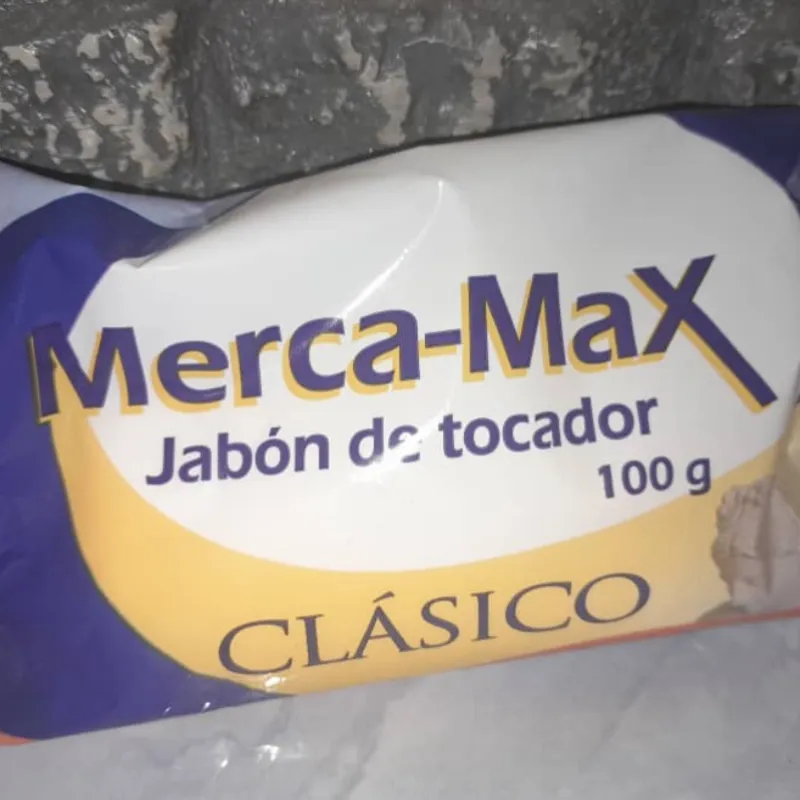 Merca-MaX
Jabón de tocador
100 g
CLÁSICO